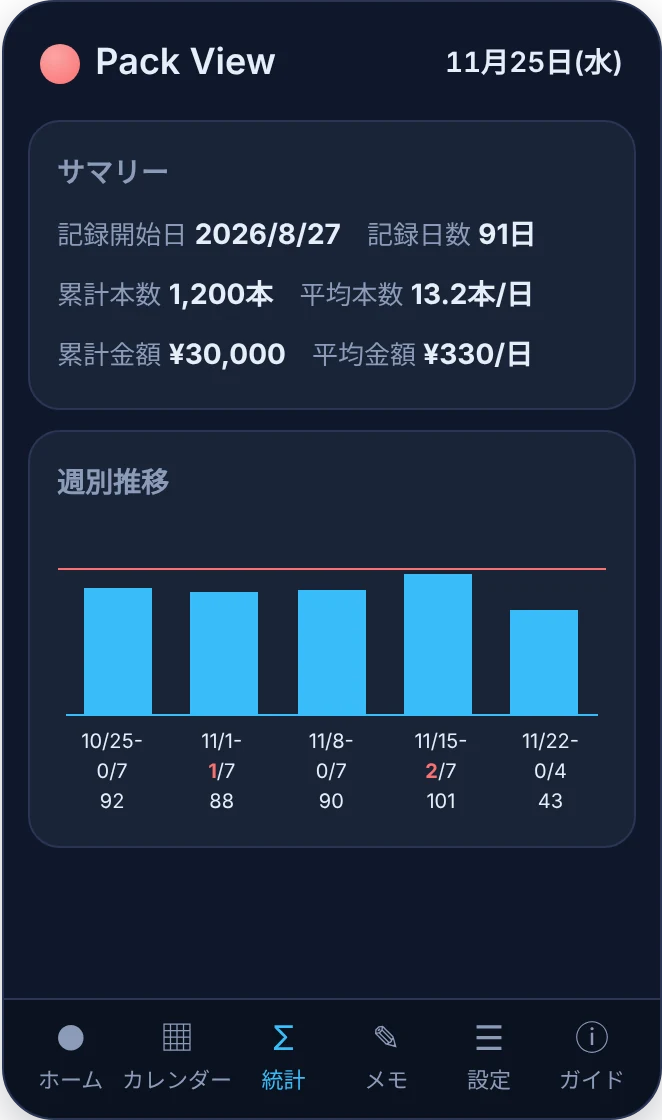 Pack View 11月25日(水)
サマリー
記録開始日 2026/8/27 記録日数 91日
累計本数 1,200本 平均本数 13.2本/日
累計金額 ¥30,000 平均金額 ¥330/日
週別推移
10/25- 11/1- 11/8- 11/15- 11/22-
0/7 1/7 0/7 2/7 0/4
92 88 90 101 43
ホーム カレンダー 統計 メモ 設定 ガイド